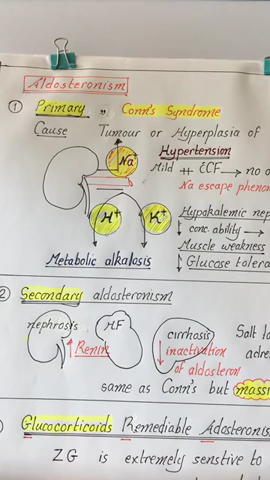 Aldosteronism
① Primary ,, Conn's Syndrome
Cause Tumour or Hyperplasia of
Hypertension
Na⁺ Mild ++ ECF → no o
Na escape phenom
H⁺ K⁺
Hypokalemic nep
↓ conc. ability →
Muscle weakness
Metabolic alkalosis
↓ Glucose tolera
② Secondary aldosteronism
nephrosis HF cirrhosis Salt lo
↑ Renin ↓ inactivation adre
of aldosteron
same as Conn's but massi
Glucocorticoids Remediable Adosteronis
ZG is extremely senstive to